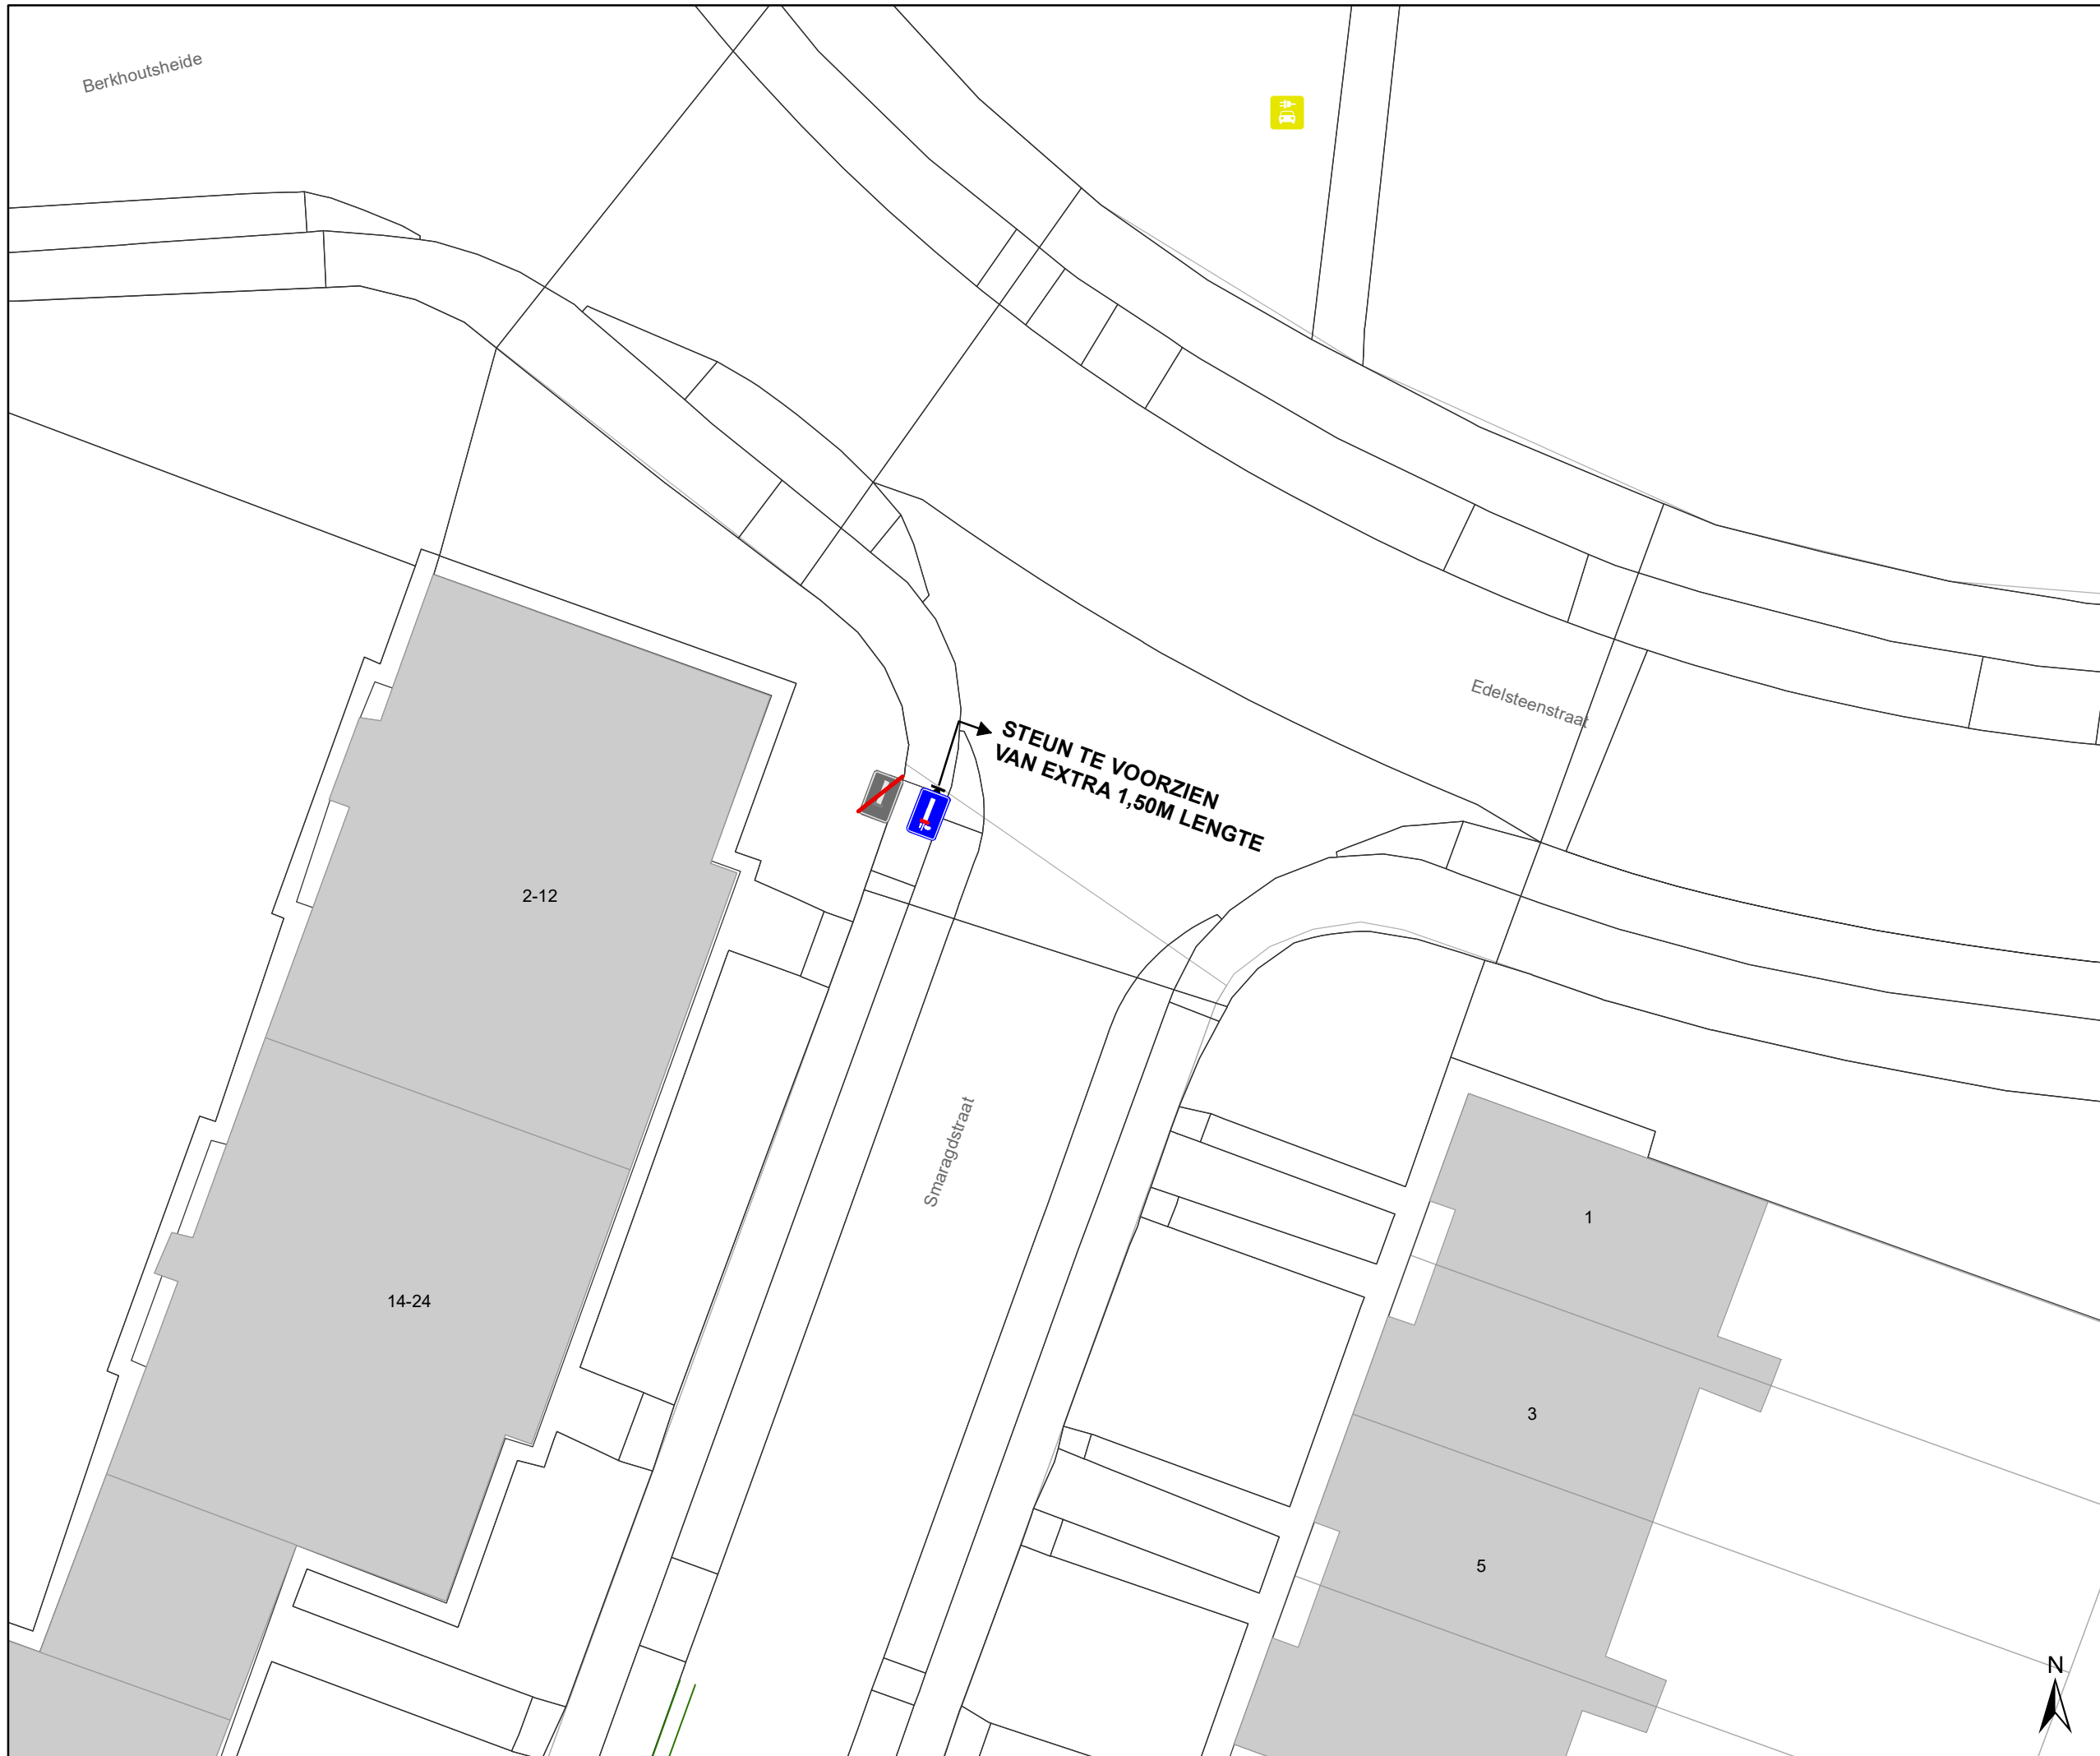 Berkhoutsheide
Edelsteenstraat
STEUN TE VOORZIEN
VAN EXTRA 1,50M LENGTE
2-12
Smaragdstraat
1
14-24
3
5
N